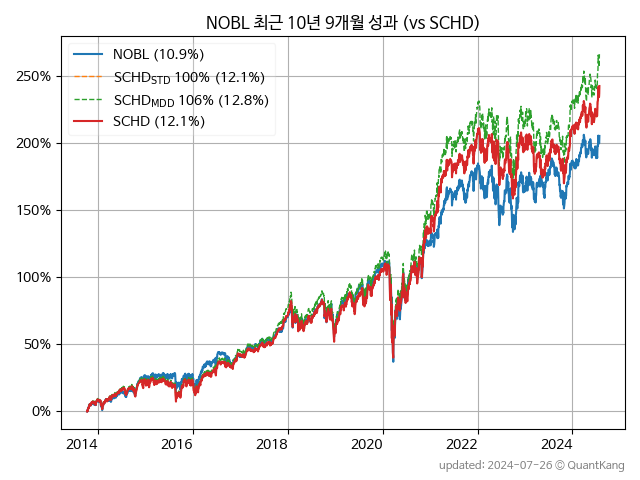 NOBL 최근 10년 9개월 성과 (vs SCHD)
NOBL (10.9%)
SCHD_STD 100% (12.1%)
SCHD_MDD 106% (12.8%)
SCHD (12.1%)
250%
200%
150%
100%
50%
0%
2014 2016 2018 2020 2022 2024
updated: 2024-07-26 © QuantKang